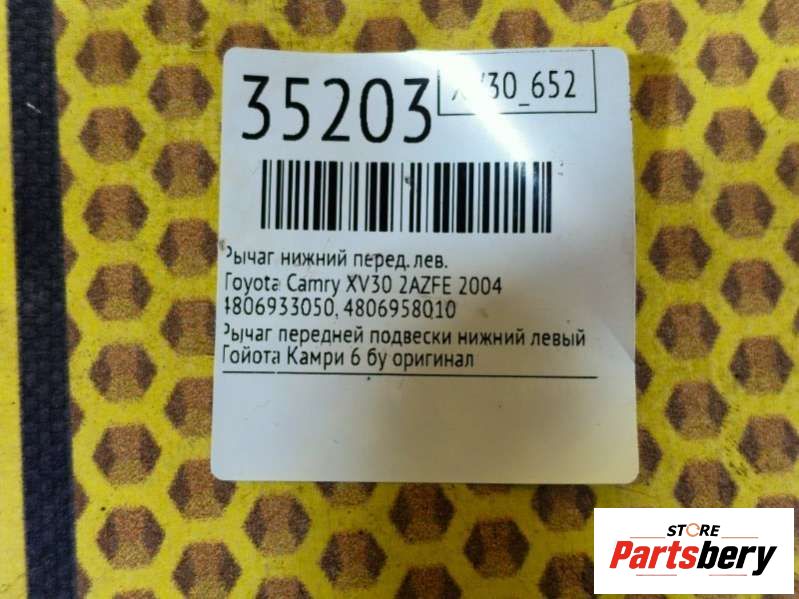 35203
XV30_652
Рычаг нижний перед. лев.
Toyota Camry XV30 2AZFE 2004
4806933050, 4806958010
Рычаг передней подвески нижний левый
Тойота Камри 6 бу оригинал
STORE
Partsbery